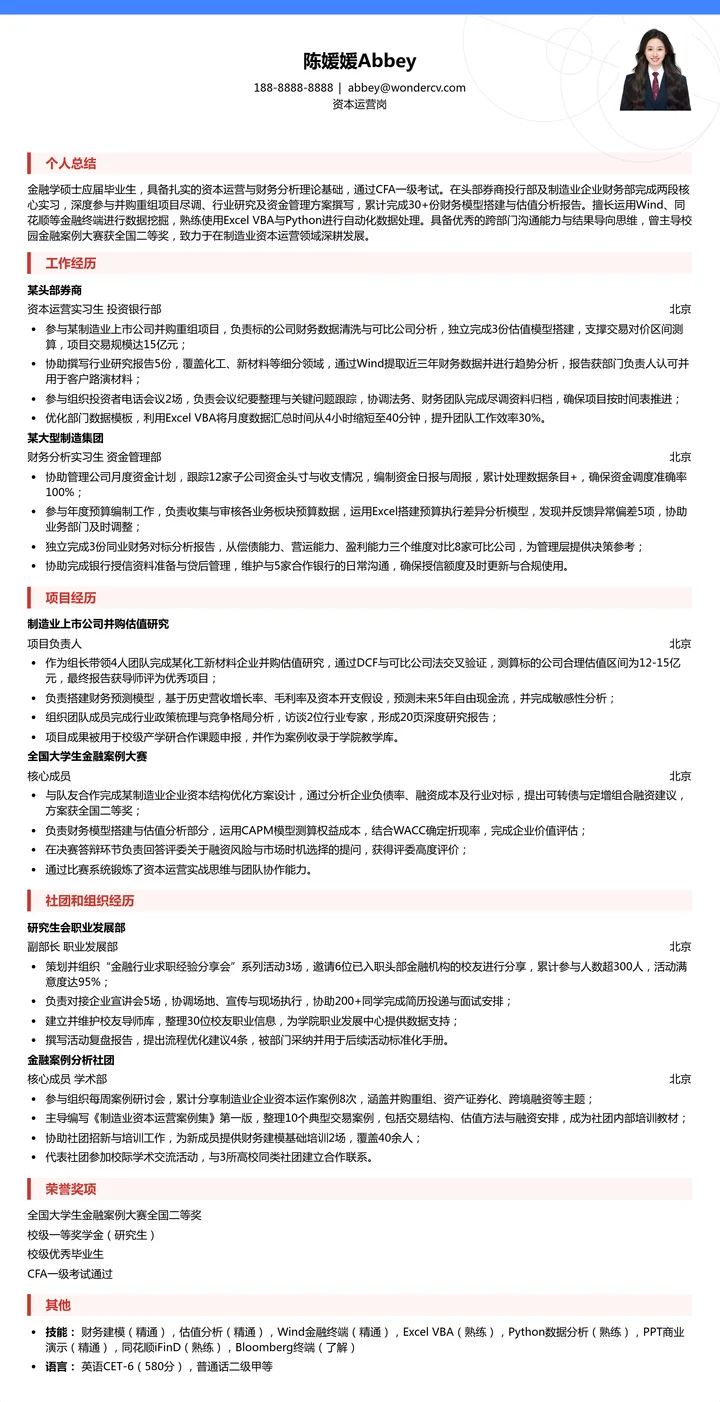 陈媛媛Abbey
188-8888-8888 | abbey@wondercv.com
资本运营岗
个人总结
金融学硕士应届毕业生，具备扎实的资本运营与财务分析理论基础，通过CFA一级考试。在头部券商投行部及制造业企业财务部完成两段核
心实习，深度参与并购重组项目尽调、行业研究及资金管理方案撰写，累计完成30+份财务模型搭建与估值分析报告。擅长运用Wind、同
花顺等金融终端进行数据挖掘，熟练使用Excel VBA与Python进行自动化数据处理。具备优秀的跨部门沟通能力与结果导向思维，曾主导校
园金融案例大赛获全国二等奖，致力于在制造业资本运营领域深耕发展。
工作经历
某头部券商
资本运营实习生 投资银行部 北京
• 参与某制造业上市公司并购重组项目，负责标的公司财务数据清洗与可比公司分析，独立完成3份估值模型搭建，支撑交易对价区间测
算，项目交易规模达15亿元；
• 协助撰写行业研究报告5份，覆盖化工、新材料等细分领域，通过Wind提取近三年财务数据并进行趋势分析，报告获部门负责人认可并
用于客户路演材料；
• 参与组织投资者电话会议2场，负责会议纪要整理与关键问题跟踪，协调法务、财务团队完成尽调资料归档，确保项目按时间表推进；
• 优化部门数据模板，利用Excel VBA将月度数据汇总时间从4小时缩短至40分钟，提升团队工作效率30%。
某大型制造集团
财务分析实习生 资金管理部 北京
• 协助管理公司月度资金计划，跟踪12家子公司资金头寸与收支情况，编制资金日报与周报，累计处理数据条目+，确保资金调度准确率
100%；
• 参与年度预算编制工作，负责收集与审核各业务板块预算数据，运用Excel搭建预算执行差异分析模型，发现并反馈异常偏差5项，协助
业务部门及时调整；
• 独立完成3份同业财务对标分析报告，从偿债能力、营运能力、盈利能力三个维度对比8家可比公司，为管理层提供决策参考；
• 协助完成银行授信资料准备与贷后管理，维护与5家合作银行的日常沟通，确保授信额度及时更新与合规使用。
项目经历
制造业上市公司并购估值研究
项目负责人 北京
• 作为组长带领4人团队完成某化工新材料企业并购估值研究，通过DCF与可比公司法交叉验证，测算标的公司合理估值区间为12-15亿
元，最终报告获导师评为优秀项目；
• 负责搭建财务预测模型，基于历史营收增长率、毛利率及资本开支假设，预测未来5年自由现金流，并完成敏感性分析；
• 组织团队成员完成行业政策梳理与竞争格局分析，访谈2位行业专家，形成20页深度研究报告；
• 项目成果被用于校级产学研合作课题申报，并作为案例收录于学院教学库。
全国大学生金融案例大赛
核心成员 北京
• 与队友合作完成某制造业企业资本结构优化方案设计，通过分析企业负债率、融资成本及行业对标，提出可转债与定增组合融资建议，
方案获全国二等奖；
• 负责财务模型搭建与估值分析部分，运用CAPM模型测算权益成本，结合WACC确定折现率，完成企业价值评估；
• 在决赛答辩环节负责回答评委关于融资风险与市场时机选择的提问，获得评委高度评价；
• 通过比赛系统锻炼了资本运营实战思维与团队协作能力。
社团和组织经历
研究生会职业发展部
副部长 职业发展部 北京
• 策划并组织“金融行业求职经验分享会”系列活动3场，邀请6位已入职头部金融机构的校友进行分享，累计参与人数超300人，活动满
意度达95%；
• 负责对接企业宣讲会5场，协调场地、宣传与现场执行，协助200+同学完成简历投递与面试安排；
• 建立并维护校友导师库，整理30位校友职业信息，为学院职业发展中心提供数据支持；
• 撰写活动复盘报告，提出流程优化建议4条，被部门采纳并用于后续活动标准化手册。
金融案例分析社团
核心成员 学术部 北京
• 参与组织每周案例研讨会，累计分享制造业企业资本运作案例8次，涵盖并购重组、资产证券化、跨境融资等主题；
• 主导编写《制造业资本运营案例集》第一版，整理10个典型交易案例，包括交易结构、估值方法与融资安排，成为社团内部培训教材；
• 协助社团招新与培训工作，为新成员提供财务建模基础培训2场，覆盖40余人；
• 代表社团参加校际学术交流活动，与3所高校同类社团建立合作联系。
荣誉奖项
全国大学生金融案例大赛全国二等奖
校级一等奖学金（研究生）
校级优秀毕业生
CFA一级考试通过
其他
• 技能： 财务建模（精通），估值分析（精通），Wind金融终端（精通），Excel VBA（熟练），Python数据分析（熟练），PPT商业
演示（精通），同花顺iFinD（熟练），Bloomberg终端（了解）
• 语言： 英语CET-6（580分），普通话二级甲等